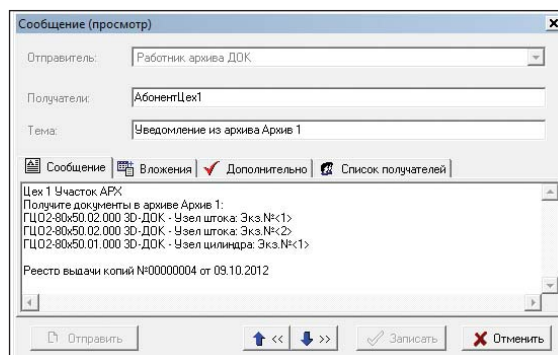 Сообщение (просмотр)
Отправитель: Работник архива ДОК
Получатели: АбонентЦех1
Тема: Уведомление из архива Архив 1
Сообщение Вложения Дополнительно Список получателей
Цех 1 Участок АРХ
Получите документы в архиве Архив 1:
ГЦО2-80х50.02.000 3D-ДОК - Узел штока: Экз.№<1>
ГЦО2-80х50.02.000 3D-ДОК - Узел штока: Экз.№<2>
ГЦО2-80х50.01.000 3D-ДОК - Узел цилиндра: Экз.№<1>
Реестр выдачи копий №00000004 от 09.10.2012
Отправить << >> Записать Отменить